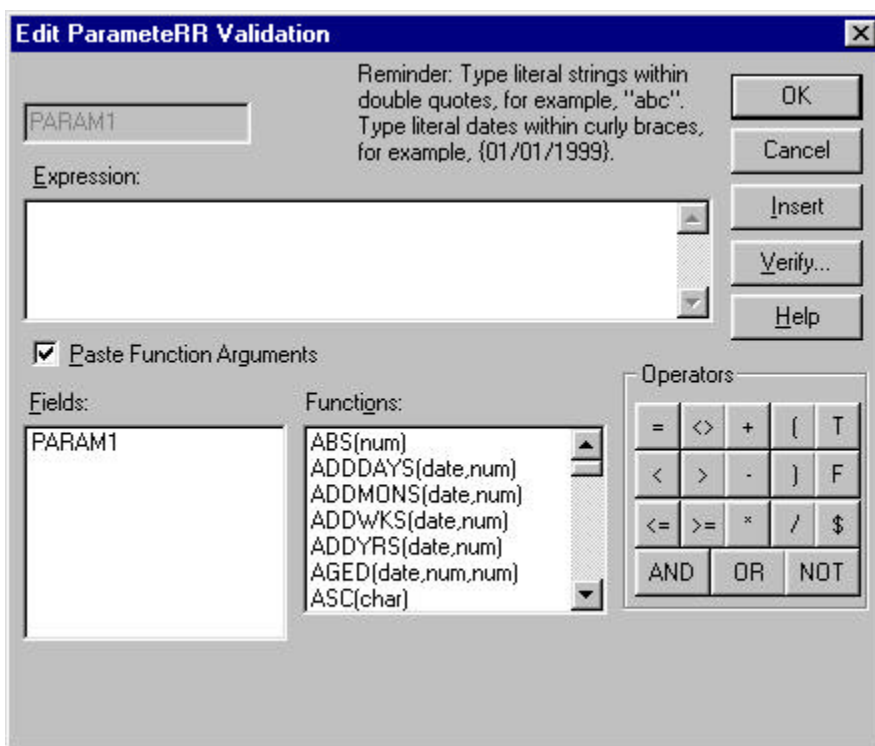 Edit ParameteRR Validation
Reminder: Type literal strings within
double quotes, for example, "abc".
Type literal dates within curly braces,
for example, {01/01/1999}.
PARAM1
OK
Cancel
Expression:
Insert
Verify...
Help
Paste Function Arguments
Operators
Fields:
Functions:
PARAM1
ABS(num)
ADDDAYS(date,num)
ADDMONS(date,num)
ADDWKS(date,num)
ADDYRS(date,num)
AGED(date,num,num)
ASC(char)
= <> + ( T
< > - ) F
<= >= * / $
AND OR NOT